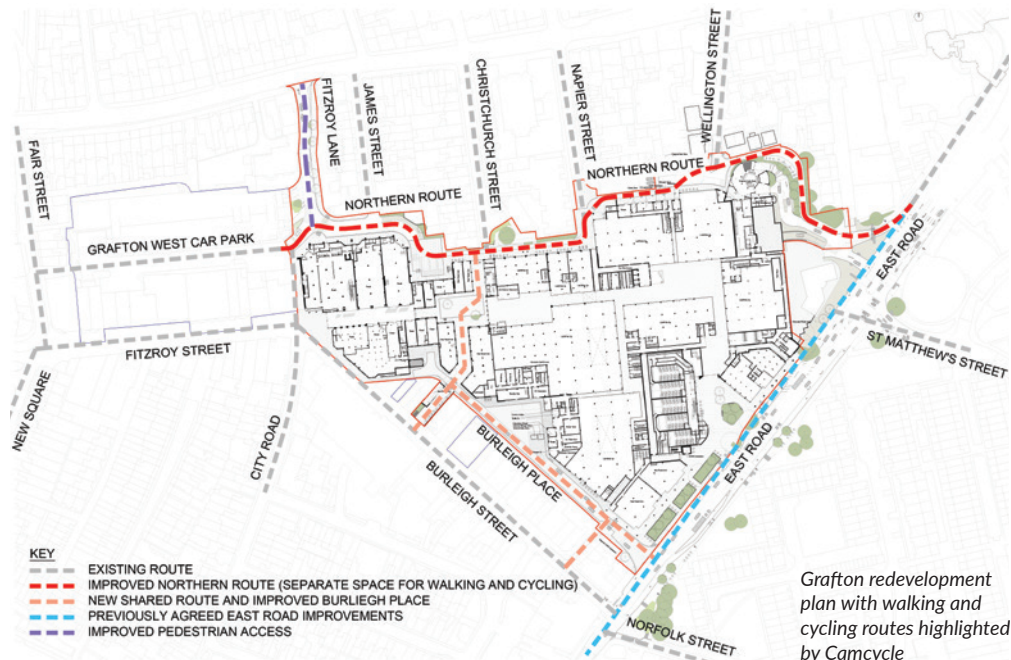 FAIR STREET
FITZROY LANE
JAMES STREET
CHRISTCHURCH STREET
NAPIER STREET
WELLINGTON STREET
NORTHERN ROUTE
NORTHERN ROUTE
GRAFTON WEST CAR PARK
EAST ROAD
FITZROY STREET
ST MATTHEW'S STREET
NEW SQUARE
CITY ROAD
BURLEIGH PLACE
BURLEIGH STREET
EAST ROAD
NORFOLK STREET
KEY
EXISTING ROUTE
IMPROVED NORTHERN ROUTE (SEPARATE SPACE FOR WALKING AND CYCLING)
NEW SHARED ROUTE AND IMPROVED BURLIEGH PLACE
PREVIOUSLY AGREED EAST ROAD IMPROVEMENTS
IMPROVED PEDESTRIAN ACCESS
Grafton redevelopment
plan with walking and
cycling routes highlighted
by Camcycle